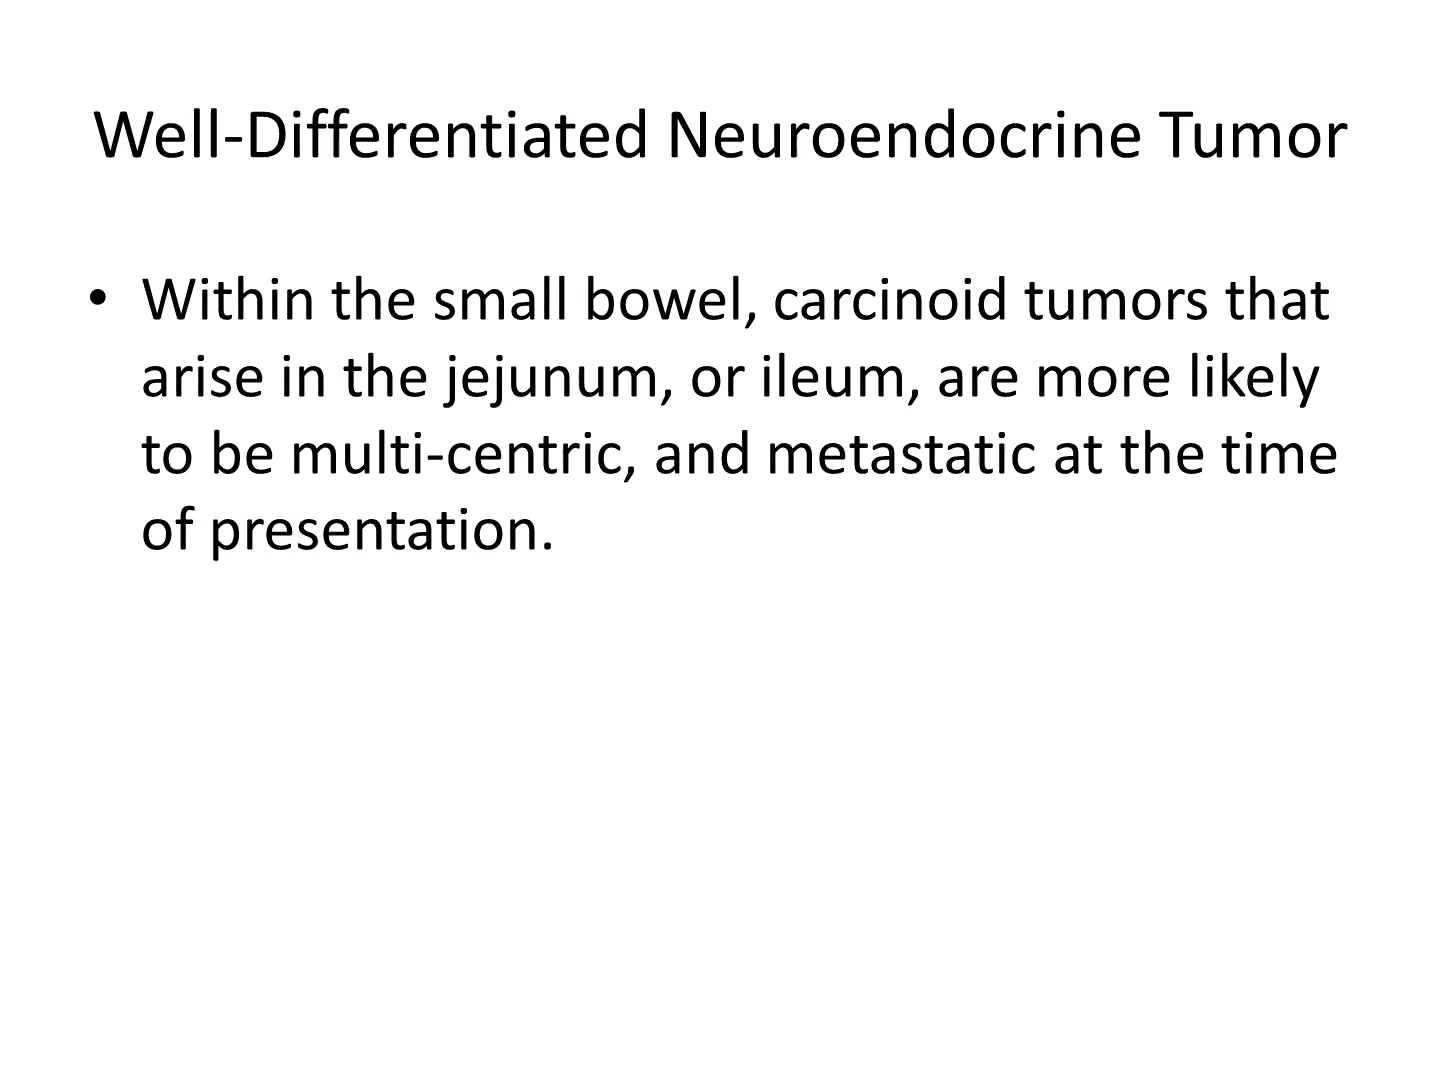 Well-Differentiated Neuroendocrine Tumor
• Within the small bowel, carcinoid tumors that
arise in the jejunum, or ileum, are more likely
to be multi-centric, and metastatic at the time
of presentation.